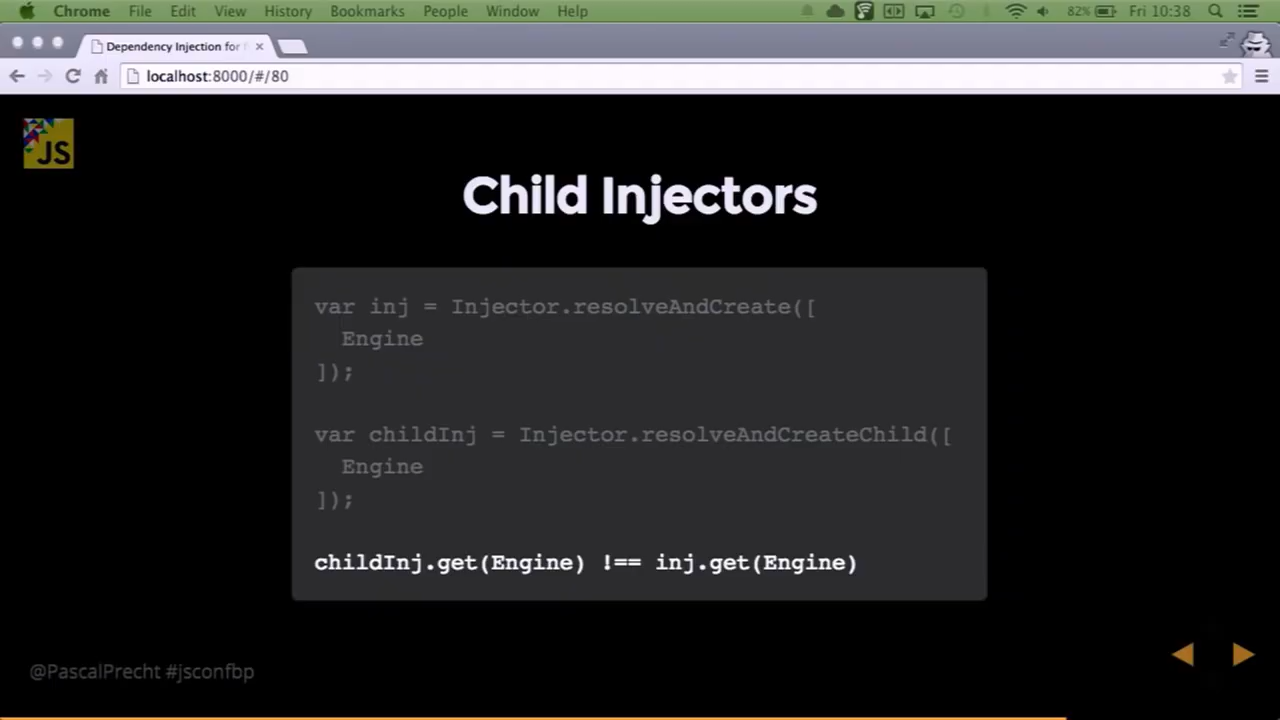 Chrome File Edit View History Bookmarks People Window Help 82% Fri 10:38
Dependency Injection for
localhost:8000/#/80
JS
Child Injectors
var inj = Injector.resolveAndCreate([
Engine
]);
var childInj = Injector.resolveAndCreateChild([
Engine
]);
childInj.get(Engine) !== inj.get(Engine)
@PascalPrecht #jsconfbp